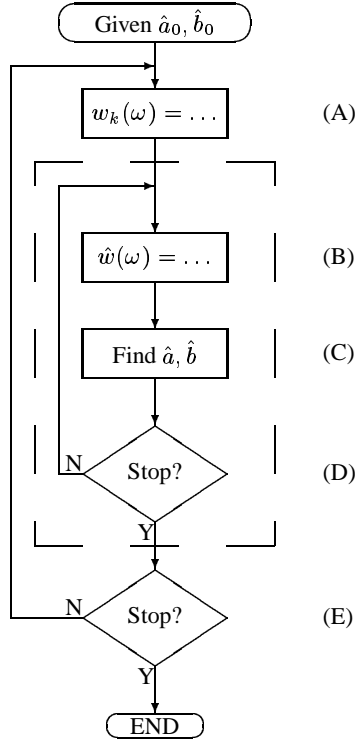 Given â₀, b̂₀
wₖ(ω) = . . . (A)
ŵ(ω) = . . . (B)
Find â, b̂ (C)
N Stop? (D)
Y
N Stop? (E)
Y
END